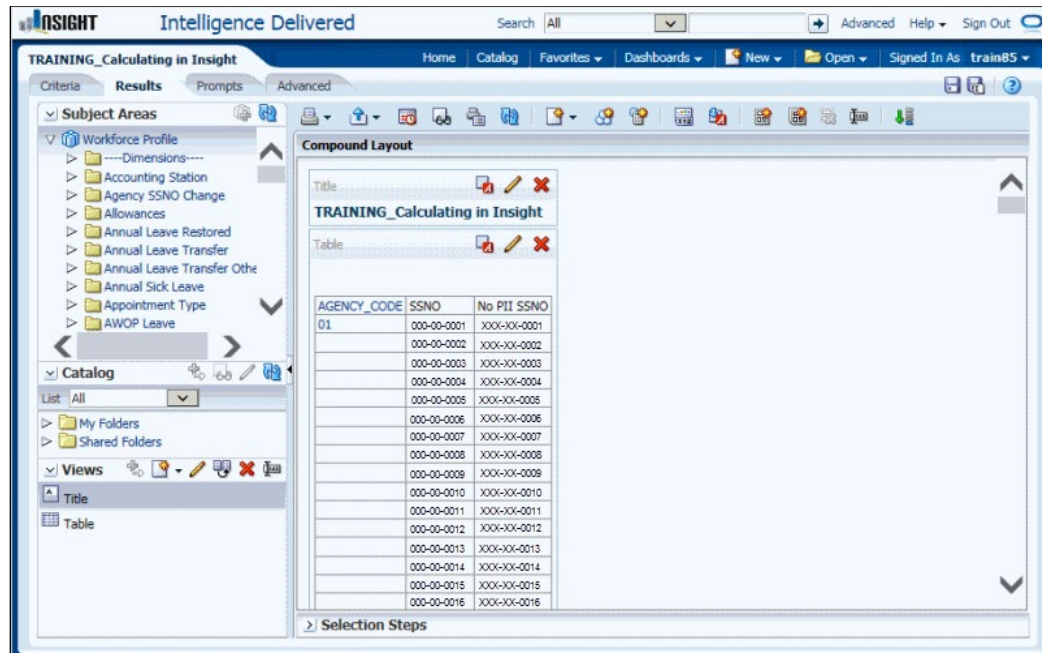 INSIGHT Intelligence Delivered Search All Advanced Help Sign Out
TRAINING_Calculating in Insight Home Catalog Favorites Dashboards New Open Signed In As train85
Criteria Results Prompts Advanced
Subject Areas
Workforce Profile
----Dimensions----
Accounting Station
Agency SSNO Change
Allowances
Annual Leave Restored
Annual Leave Transfer
Annual Leave Transfer Othe
Annual Sick Leave
Appointment Type
AWOP Leave
Catalog
List All
My Folders
Shared Folders
Views
Title
Table
Compound Layout
Title
TRAINING_Calculating in Insight
Table
AGENCY_CODE SSNO No PII SSNO
01 000-00-0001 XXX-XX-0001
000-00-0002 XXX-XX-0002
000-00-0003 XXX-XX-0003
000-00-0004 XXX-XX-0004
000-00-0005 XXX-XX-0005
000-00-0006 XXX-XX-0006
000-00-0007 XXX-XX-0007
000-00-0008 XXX-XX-0008
000-00-0009 XXX-XX-0009
000-00-0010 XXX-XX-0010
000-00-0011 XXX-XX-0011
000-00-0012 XXX-XX-0012
000-00-0013 XXX-XX-0013
000-00-0014 XXX-XX-0014
000-00-0015 XXX-XX-0015
000-00-0016 XXX-XX-0016
Selection Steps